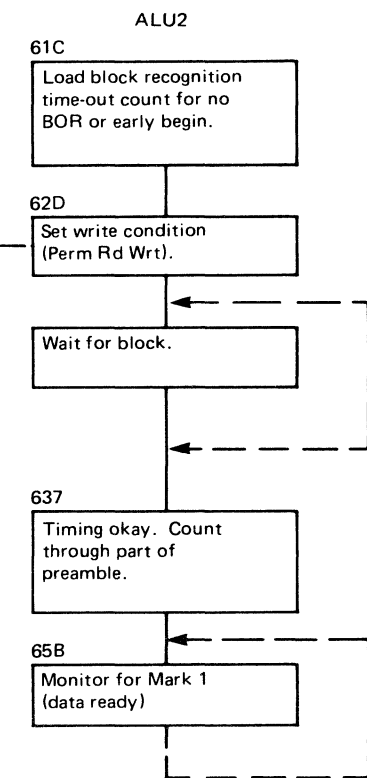 ALU2
61C
Load block recognition
time-out count for no
BOR or early begin.
62D
Set write condition
(Perm Rd Wrt).
Wait for block.
637
Timing okay. Count
through part of
preamble.
65B
Monitor for Mark 1
(data ready)